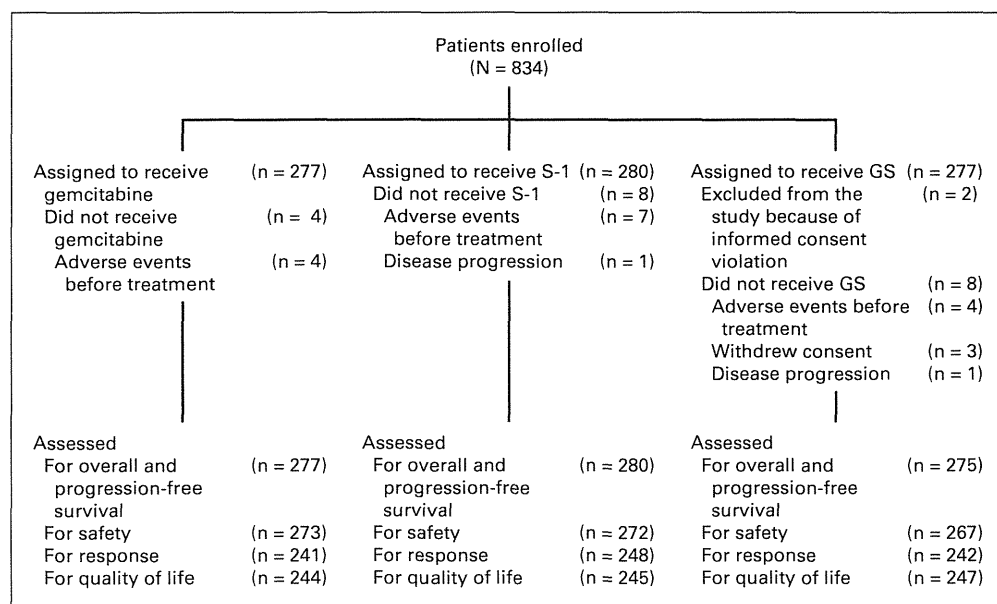 Patients enrolled
(N = 834)
Assigned to receive (n = 277)
gemcitabine
Did not receive (n = 4)
gemcitabine
Adverse events (n = 4)
before treatment
Assigned to receive S-1 (n = 280)
Did not receive S-1 (n = 8)
Adverse events (n = 7)
before treatment
Disease progression (n = 1)
Assigned to receive GS (n = 277)
Excluded from the (n = 2)
study because of
informed consent
violation
Did not receive GS (n = 8)
Adverse events before (n = 4)
treatment
Withdrew consent (n = 3)
Disease progression (n = 1)
Assessed
For overall and (n = 277)
progression-free
survival
For safety (n = 273)
For response (n = 241)
For quality of life (n = 244)
Assessed
For overall and (n = 280)
progression-free
survival
For safety (n = 272)
For response (n = 248)
For quality of life (n = 245)
Assessed
For overall and (n = 275)
progression-free
survival
For safety (n = 267)
For response (n = 242)
For quality of life (n = 247)